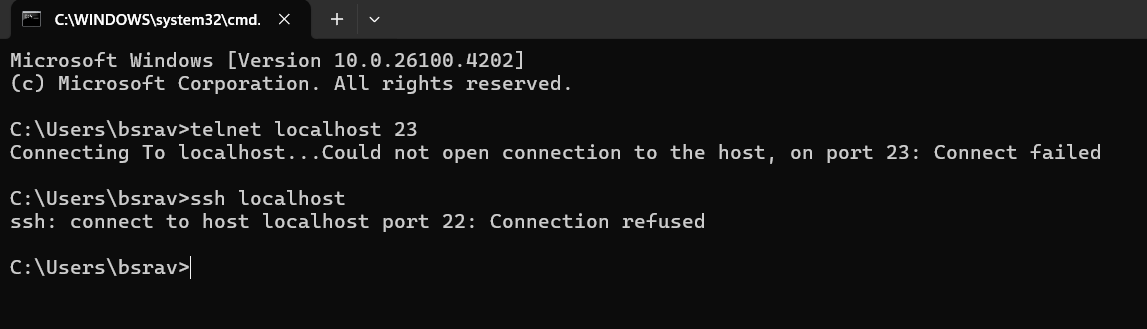 C:\WINDOWS\system32\cmd.
Microsoft Windows [Version 10.0.26100.4202]
(c) Microsoft Corporation. All rights reserved.
C:\Users\bsrav>telnet localhost 23
Connecting To localhost...Could not open connection to the host, on port 23: Connect failed
C:\Users\bsrav>ssh localhost
ssh: connect to host localhost port 22: Connection refused
C:\Users\bsrav>